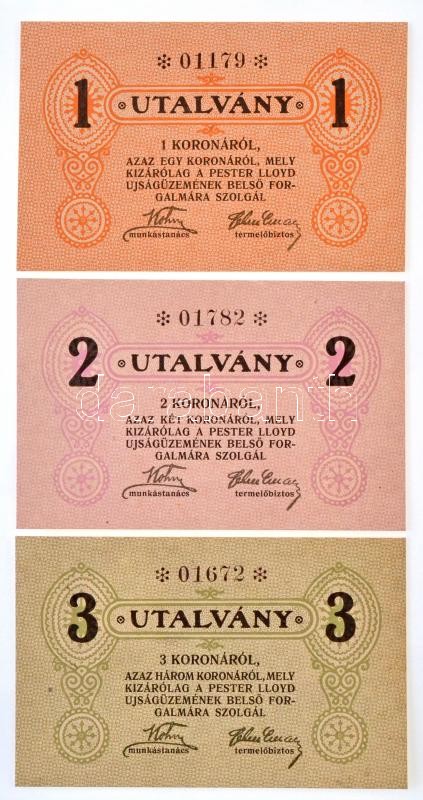 * 01179 *
1 UTALVÁNY 1
1 KORONÁRÓL,
AZAZ EGY KORONÁRÓL, MELY
KIZÁRÓLAG A PESTER LLOYD
UJSÁGÜZEMÉNEK BELSŐ FOR-
GALMÁRA SZOLGÁL
munkástanács termelőbiztos
* 01782 *
2 UTALVÁNY 2
2 KORONÁRÓL,
AZAZ KÉT KORONÁRÓL, MELY
KIZÁRÓLAG A PESTER LLOYD
UJSÁGÜZEMÉNEK BELSŐ FOR-
GALMÁRA SZOLGÁL
munkástanács termelőbiztos
* 01672 *
3 UTALVÁNY 3
3 KORONÁRÓL,
AZAZ HÁROM KORONÁRÓL, MELY
KIZÁRÓLAG A PESTER LLOYD
UJSÁGÜZEMÉNEK BELSŐ FOR-
GALMÁRA SZOLGÁL
munkástanács termelőbiztos